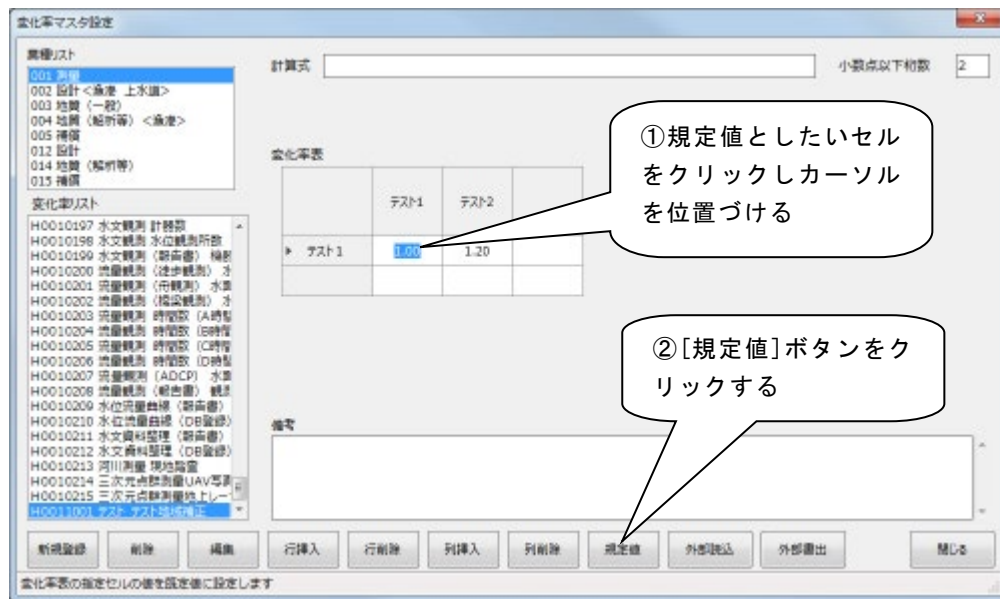 変化率マスタ設定
業種リスト
001 測量
002 設計＜漁港 上水道＞
003 地質（一般）
004 地質（解析等）＜漁港＞
005 補償
012 設計
014 地質（解析等）
015 補償
計算式
小数点以下桁数 2
変化率表
テスト1 テスト2
テスト1 1.00 1.20
①規定値としたいセル
をクリックしカーソル
を位置づける
変化率リスト
H0010197 水文観測 計器数
H0010198 水文観測 水位観測所数
H0010199 水文観測（報告書） 機器
H0010200 流量観測（徒歩観測） 水
H0010201 流量観測（舟観測） 水面
H0010202 流量観測（橋梁観測） 水
H0010203 流量観測 時間数（A時間
H0010204 流量観測 時間数（B時間
H0010205 流量観測 時間数（C時間
H0010206 流量観測 時間数（D時間
H0010207 流量観測（ADCP） 水面
H0010208 流量観測（報告書） 観測
H0010209 水位流量曲線（報告書）
H0010210 水位流量曲線（DB登録）
H0010211 水文資料整理（報告書）
H0010212 水文資料整理（DB登録）
H0010213 河川測量 現地踏査
H0010214 三次元点群測量UAV写真
H0010215 三次元点群測量地上レー
H0011001 テスト テスト地域補正
②[規定値]ボタンをク
リックする
備考
新規登録 削除 編集 行挿入 行削除 列挿入 列削除 規定値 外部読込 外部書出 閉じる
変化率表の指定セルの値を既定値に設定します